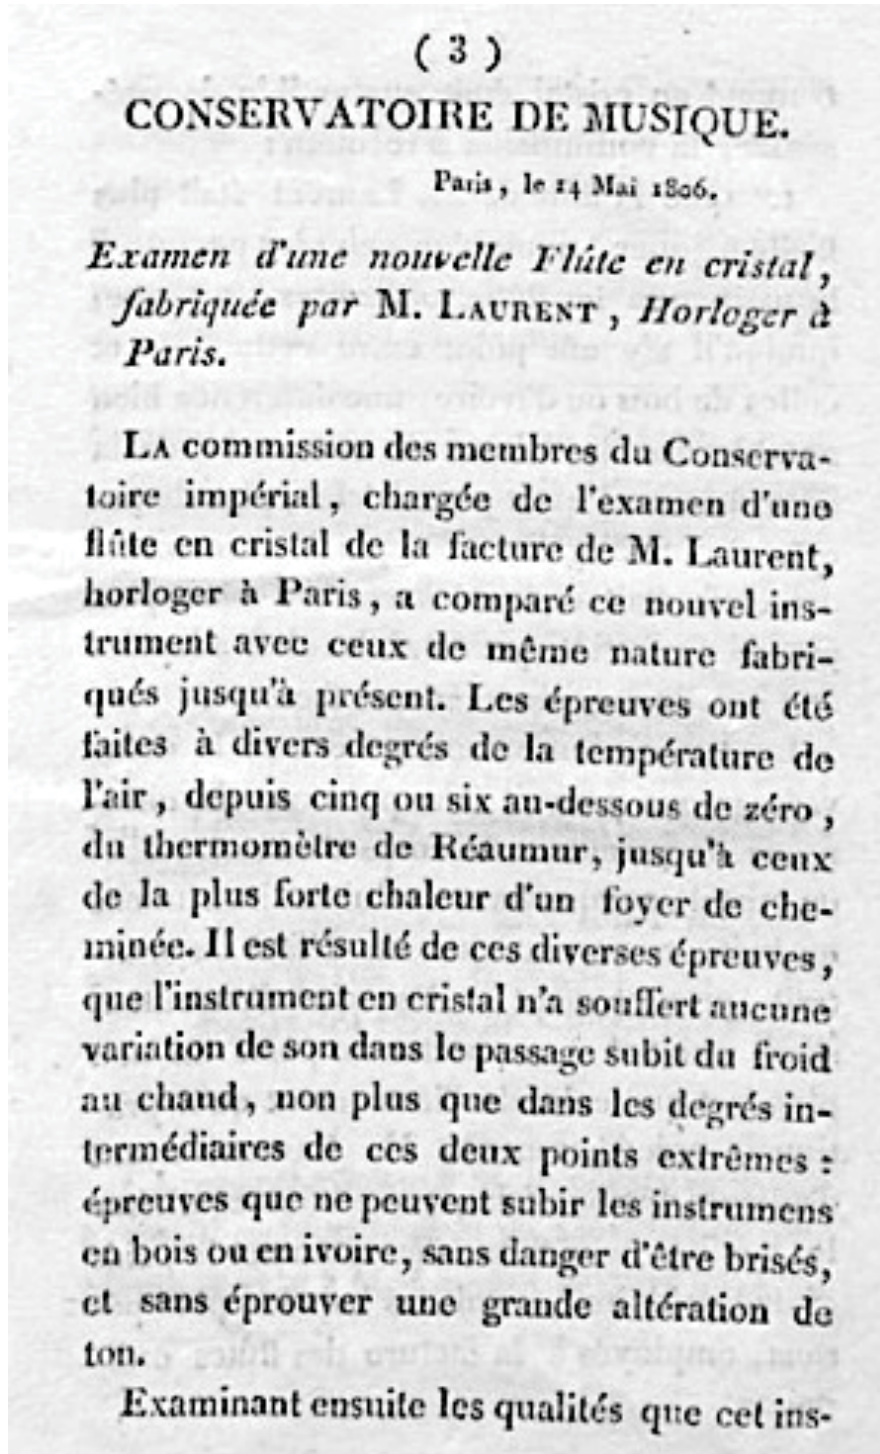 ( 3 )
CONSERVATOIRE DE MUSIQUE.
Paris, le 14 Mai 1806.
Examen d'une nouvelle Flûte en cristal,
fabriquée par M. LAURENT, Horloger à
Paris.
LA commission des membres du Conserva-
toire impérial, chargée de l'examen d'une
flûte en cristal de la facture de M. Laurent,
horloger à Paris, a comparé ce nouvel ins-
trument avec ceux de même nature fabri-
qués jusqu'à présent. Les épreuves ont été
faites à divers degrés de la température de
l'air, depuis cinq ou six au-dessous de zéro,
du thermomètre de Réaumur, jusqu'à ceux
de la plus forte chaleur d'un foyer de che-
minée. Il est résulté de ces diverses épreuves,
que l'instrument en cristal n'a souffert aucune
variation de son dans le passage subit du froid
au chaud, non plus que dans les degrés in-
termédiaires de ces deux points extrêmes :
épreuves que ne peuvent subir les instrumens
en bois ou en ivoire, sans danger d'être brisés,
et sans éprouver une grande altération de
ton.
Examinant ensuite les qualités que cet ins-